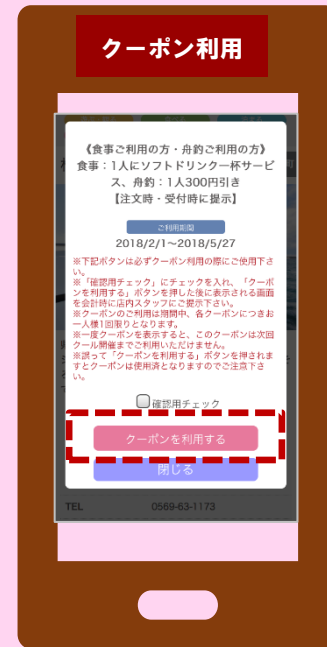 クーポン利用
《食事ご利用の方・舟釣ご利用の方》
食事：1人にソフトドリンク一杯サービ
ス、舟釣：1人300円引き
【注文時・受付時に提示】
ご利用期間
2018/2/1～2018/5/27
※下記ボタンは必ずクーポン利用の際にご使用下さ
い。
※「確認用チェック」にチェックを入れ、「クーポ
ンを利用する」ボタンを押した後に表示される画面
を会計時に店内スタッフにご提示下さい。
※クーポンのご利用は期間中、各クーポンにつきお
一人様1回限りとなります。
※一度クーポンを表示すると、このクーポンは次回
クール開催までご利用いただけません。
※誤って「クーポンを利用する」ボタンを押されま
すとクーポンは使用済となりますのでご注意下さ
い。
確認用チェック
クーポンを利用する
閉じる
TEL 0569-63-1173